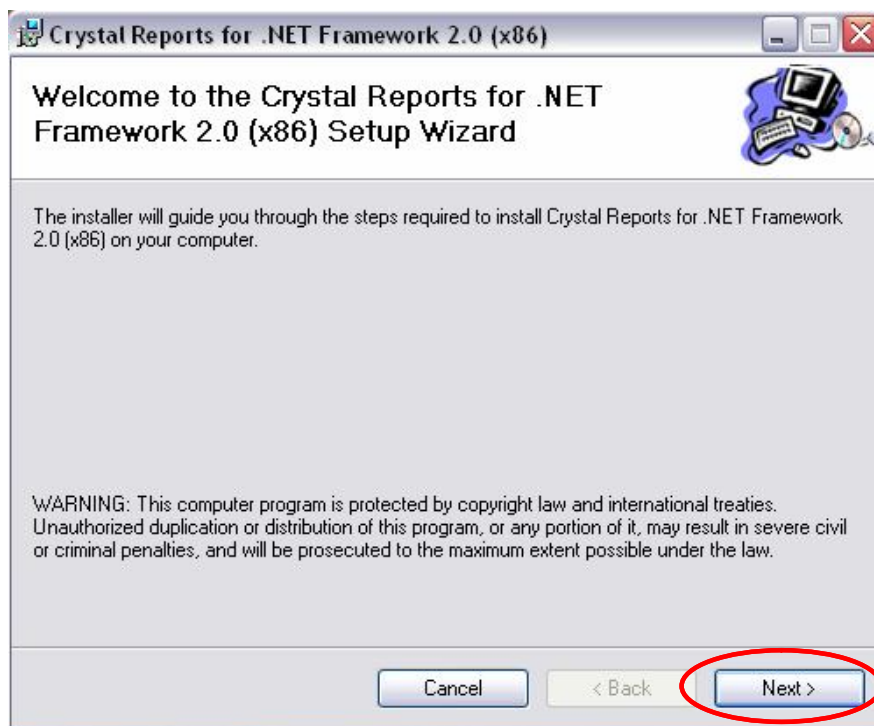 Crystal Reports for .NET Framework 2.0 (x86)
Welcome to the Crystal Reports for .NET
Framework 2.0 (x86) Setup Wizard
The installer will guide you through the steps required to install Crystal Reports for .NET Framework
2.0 (x86) on your computer.
WARNING: This computer program is protected by copyright law and international treaties.
Unauthorized duplication or distribution of this program, or any portion of it, may result in severe civil
or criminal penalties, and will be prosecuted to the maximum extent possible under the law.
Cancel < Back Next >